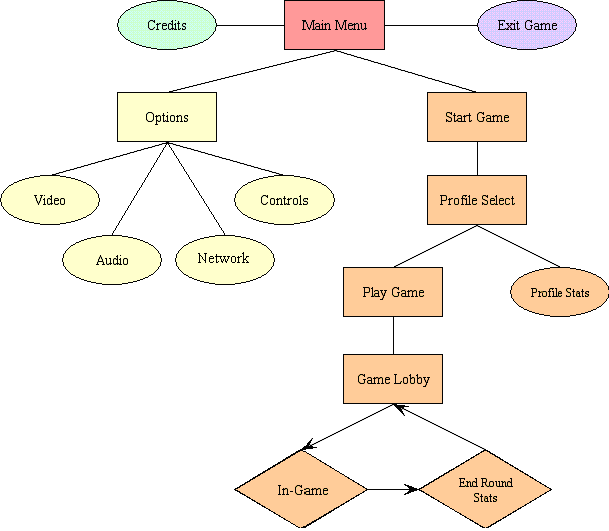 Credits
Main Menu
Exit Game
Options
Start Game
Video
Controls
Profile Select
Audio
Network
Play Game
Profile Stats
Game Lobby
In-Game
End Round
Stats